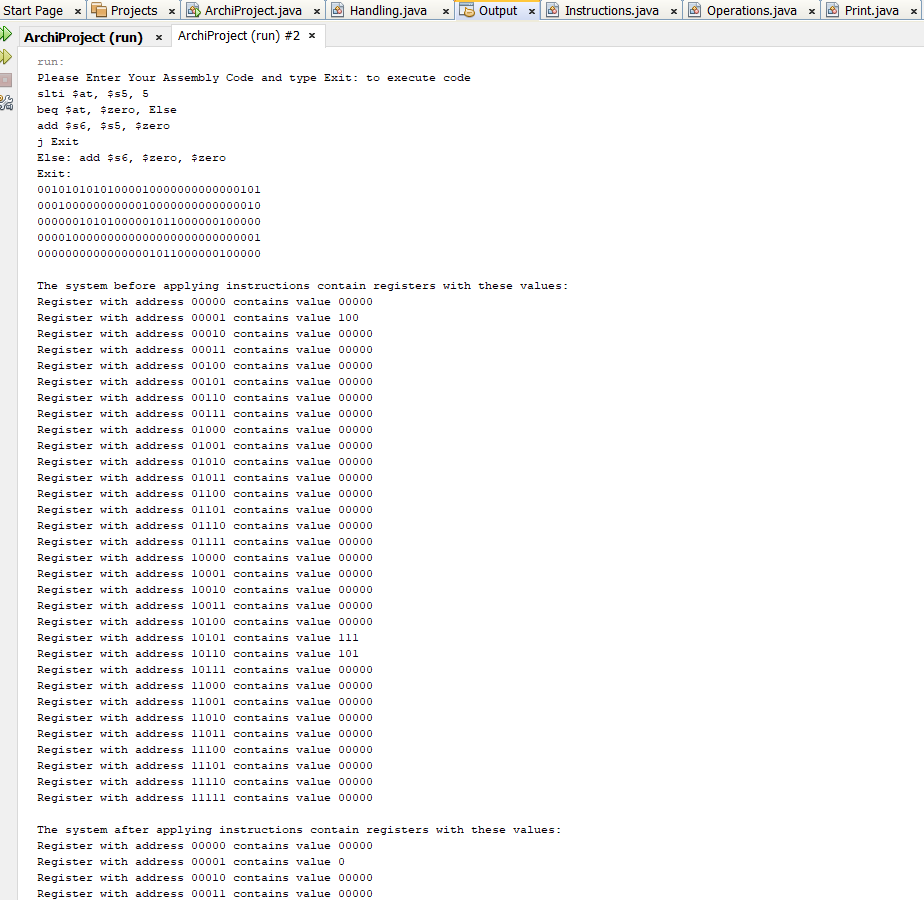 Start Page × Projects × ArchiProject.java × Handling.java × Output × Instructions.java × Operations.java × Print.java ×
ArchiProject (run) × ArchiProject (run) #2 ×
run:
Please Enter Your Assembly Code and type Exit: to execute code
slti $at, $s5, 5
beq $at, $zero, Else
add $s6, $s5, $zero
j Exit
Else: add $s6, $zero, $zero
Exit:
00101010101000010000000000000101
00010000000000010000000000000010
00000010101000001011000000100000
00001000000000000000000000000001
00000000000000001011000000100000
The system before applying instructions contain registers with these values:
Register with address 00000 contains value 00000
Register with address 00001 contains value 100
Register with address 00010 contains value 00000
Register with address 00011 contains value 00000
Register with address 00100 contains value 00000
Register with address 00101 contains value 00000
Register with address 00110 contains value 00000
Register with address 00111 contains value 00000
Register with address 01000 contains value 00000
Register with address 01001 contains value 00000
Register with address 01010 contains value 00000
Register with address 01011 contains value 00000
Register with address 01100 contains value 00000
Register with address 01101 contains value 00000
Register with address 01110 contains value 00000
Register with address 01111 contains value 00000
Register with address 10000 contains value 00000
Register with address 10001 contains value 00000
Register with address 10010 contains value 00000
Register with address 10011 contains value 00000
Register with address 10100 contains value 00000
Register with address 10101 contains value 111
Register with address 10110 contains value 101
Register with address 10111 contains value 00000
Register with address 11000 contains value 00000
Register with address 11001 contains value 00000
Register with address 11010 contains value 00000
Register with address 11011 contains value 00000
Register with address 11100 contains value 00000
Register with address 11101 contains value 00000
Register with address 11110 contains value 00000
Register with address 11111 contains value 00000
The system after applying instructions contain registers with these values:
Register with address 00000 contains value 00000
Register with address 00001 contains value 0
Register with address 00010 contains value 00000
Register with address 00011 contains value 00000